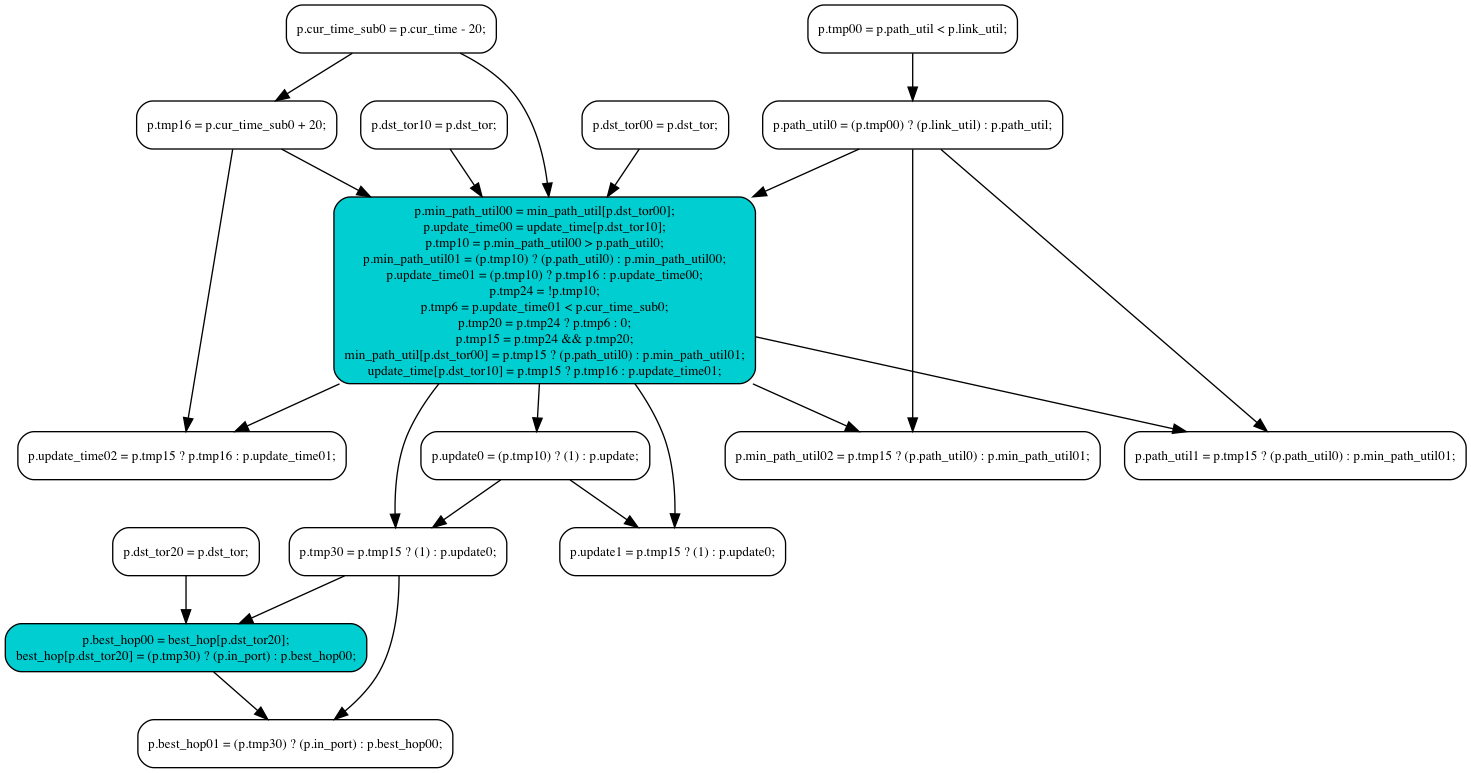 p.cur_time_sub0 = p.cur_time - 20;
p.tmp00 = p.path_util < p.link_util;
p.tmp16 = p.cur_time_sub0 + 20;
p.dst_tor10 = p.dst_tor;
p.dst_tor00 = p.dst_tor;
p.path_util0 = (p.tmp00) ? (p.link_util) : p.path_util;
p.min_path_util00 = min_path_util[p.dst_tor00];
p.update_time00 = update_time[p.dst_tor10];
p.tmp10 = p.min_path_util00 > p.path_util0;
p.min_path_util01 = (p.tmp10) ? (p.path_util0) : p.min_path_util00;
p.update_time01 = (p.tmp10) ? p.tmp16 : p.update_time00;
p.tmp24 = !p.tmp10;
p.tmp6 = p.update_time01 < p.cur_time_sub0;
p.tmp20 = p.tmp24 ? p.tmp6 : 0;
p.tmp15 = p.tmp24 && p.tmp20;
min_path_util[p.dst_tor00] = p.tmp15 ? (p.path_util0) : p.min_path_util01;
update_time[p.dst_tor10] = p.tmp15 ? p.tmp16 : p.update_time01;
p.update_time02 = p.tmp15 ? p.tmp16 : p.update_time01;
p.update0 = (p.tmp10) ? (1) : p.update;
p.min_path_util02 = p.tmp15 ? (p.path_util0) : p.min_path_util01;
p.path_util1 = p.tmp15 ? (p.path_util0) : p.min_path_util01;
p.dst_tor20 = p.dst_tor;
p.tmp30 = p.tmp15 ? (1) : p.update0;
p.update1 = p.tmp15 ? (1) : p.update0;
p.best_hop00 = best_hop[p.dst_tor20];
best_hop[p.dst_tor20] = (p.tmp30) ? (p.in_port) : p.best_hop00;
p.best_hop01 = (p.tmp30) ? (p.in_port) : p.best_hop00;